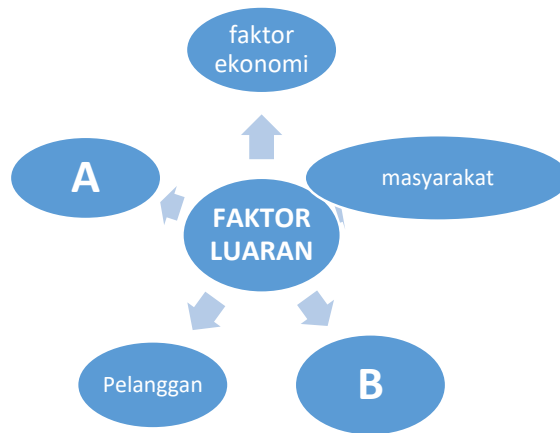 faktor
ekonomi
A
masyarakat
FAKTOR
LUARAN
Pelanggan
B